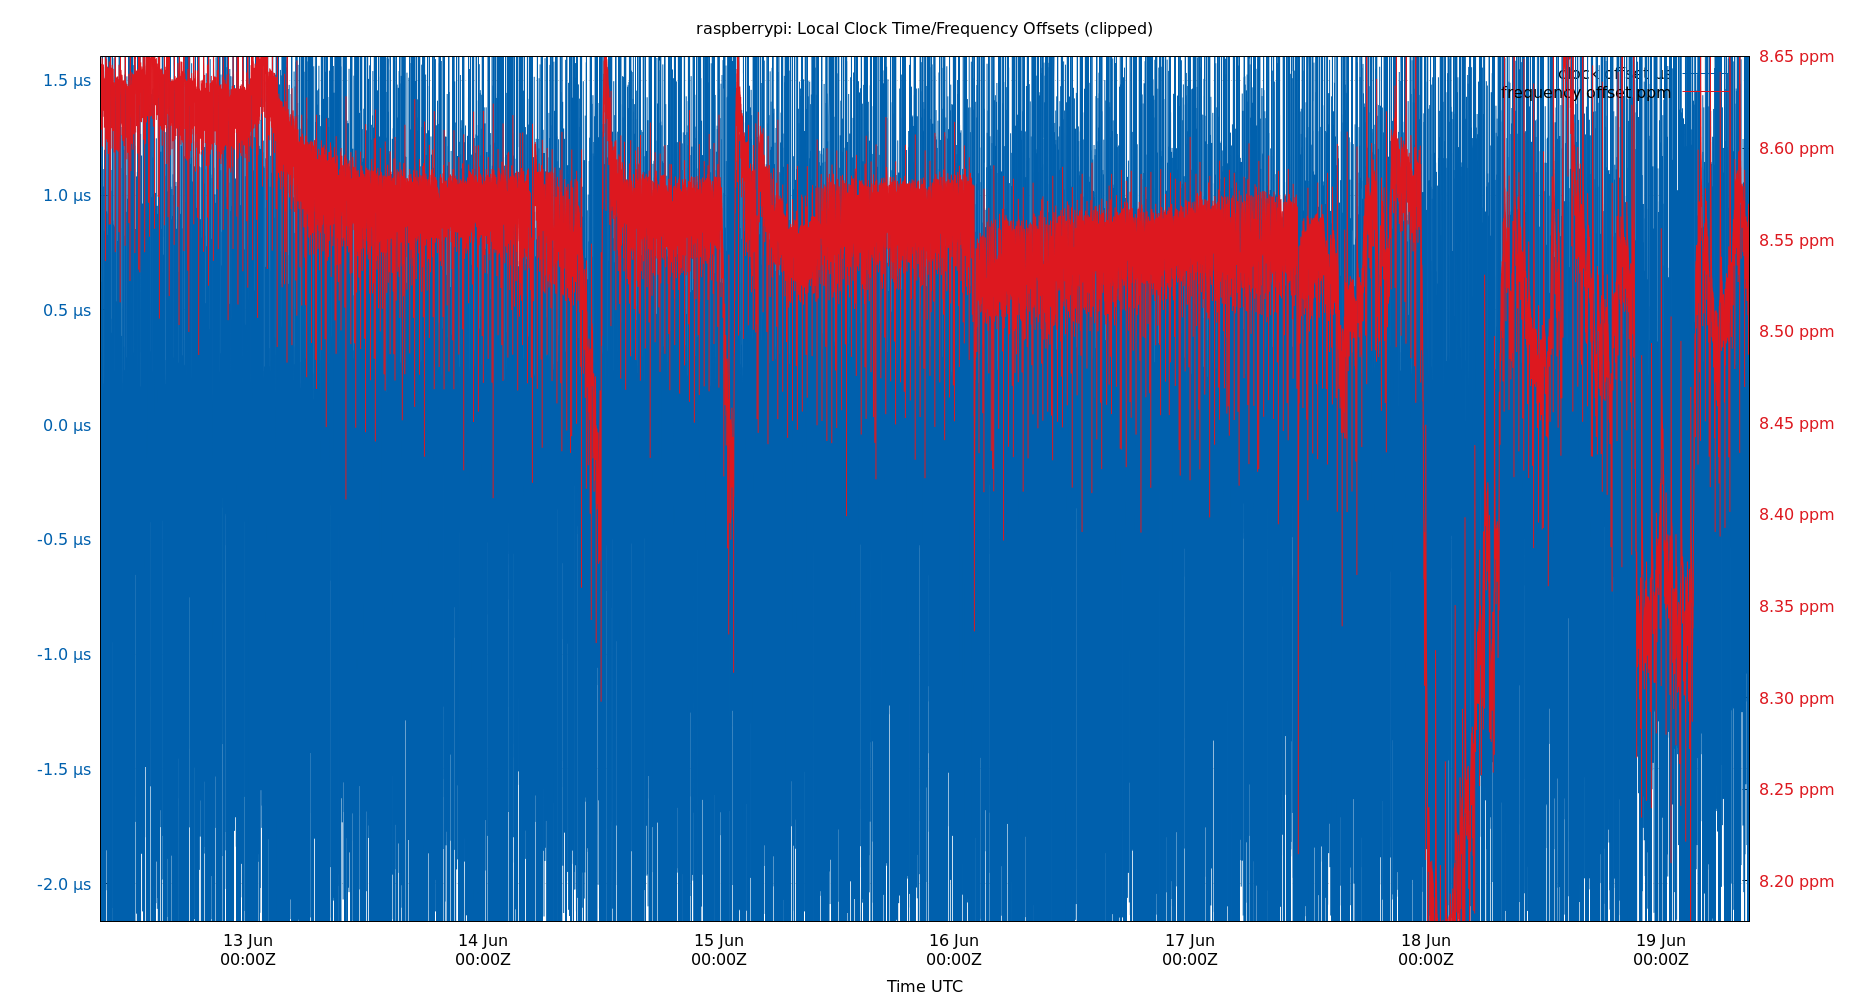 raspberrypi: Local Clock Time/Frequency Offsets (clipped)
1.5 µs
1.0 µs
0.5 µs
0.0 µs
-0.5 µs
-1.0 µs
-1.5 µs
-2.0 µs
clock offset µs
frequency offset ppm
8.65 ppm
8.60 ppm
8.55 ppm
8.50 ppm
8.45 ppm
8.40 ppm
8.35 ppm
8.30 ppm
8.25 ppm
8.20 ppm
13 Jun
00:00Z
14 Jun
00:00Z
15 Jun
00:00Z
16 Jun
00:00Z
17 Jun
00:00Z
18 Jun
00:00Z
19 Jun
00:00Z
Time UTC